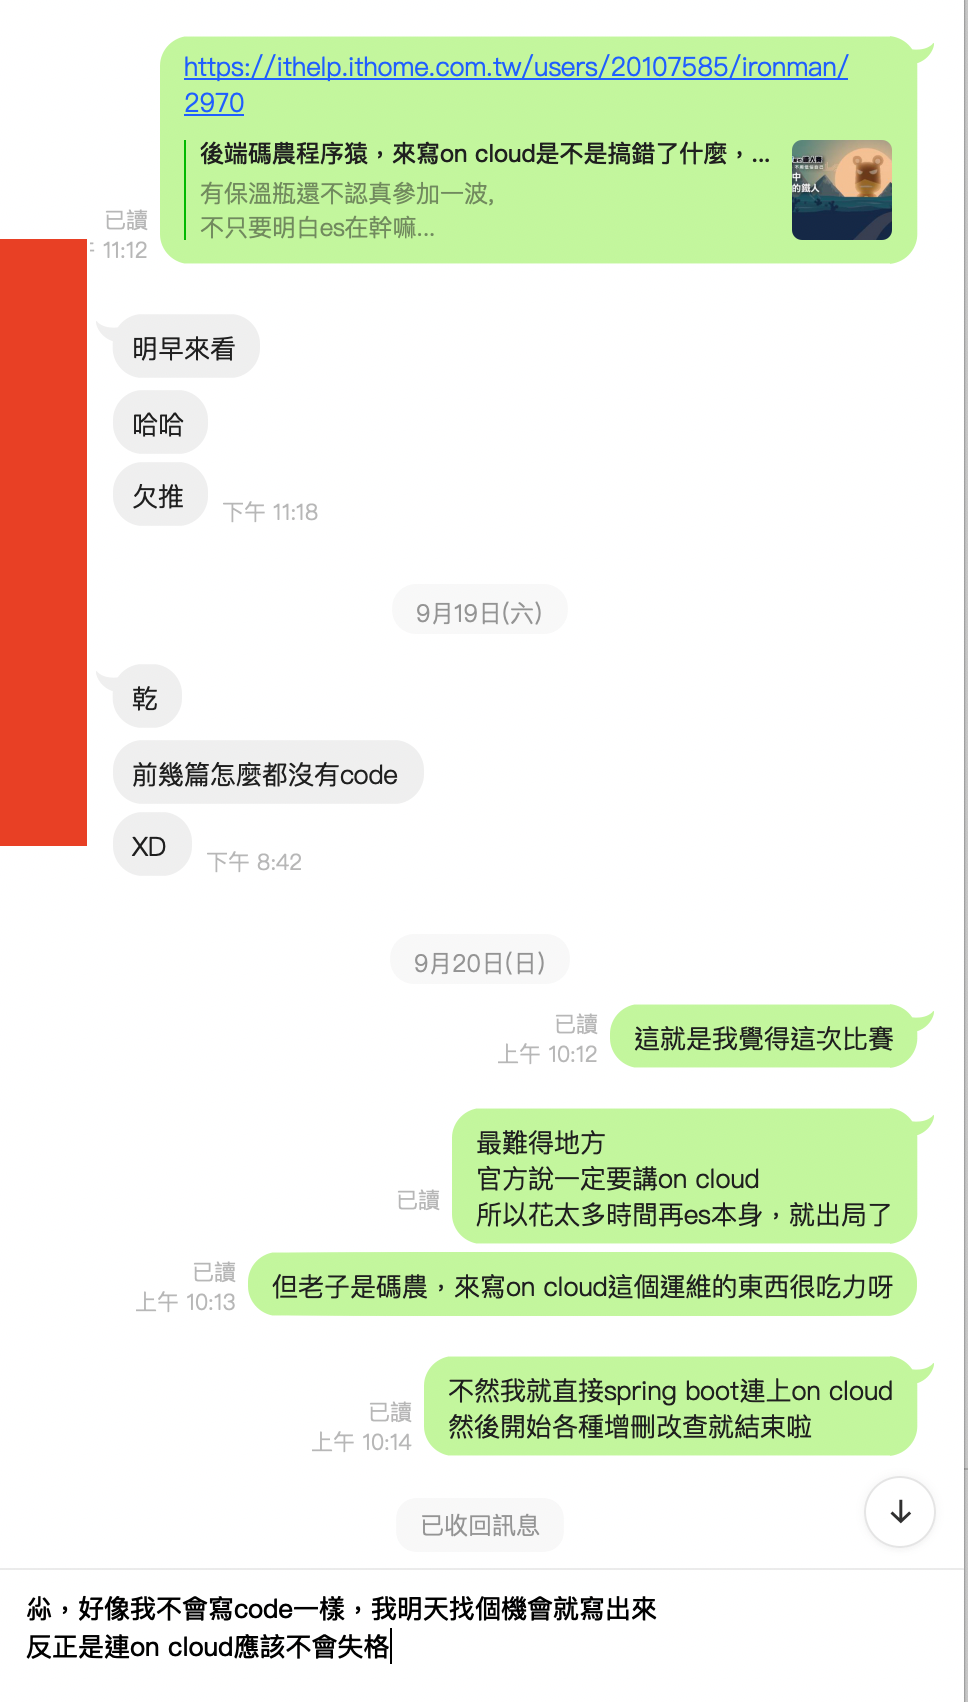 https://ithelp.ithome.com.tw/users/20107585/ironman/
2970
後端碼農程序猿，來寫on cloud是不是搞錯了什麼，...
有保溫瓶還不認真參加一波,
不只要明白es在幹嘛...
中
的鐵人
已讀
11:12
明早來看
哈哈
欠推
下午 11:18
9月19日(六)
乾
前幾篇怎麼都沒有code
XD
下午 8:42
9月20日(日)
已讀
上午 10:12
這就是我覺得這次比賽
最難得地方
官方說一定要講on cloud
所以花太多時間再es本身，就出局了
已讀
已讀
上午 10:13
但老子是碼農，來寫on cloud這個運維的東西很吃力呀
不然我就直接spring boot連上on cloud
然後開始各種增刪改查就結束啦
已讀
上午 10:14
已收回訊息
，好像我不會寫code一樣，我明天找個機會就寫出來
反正是連on cloud應該不會失格